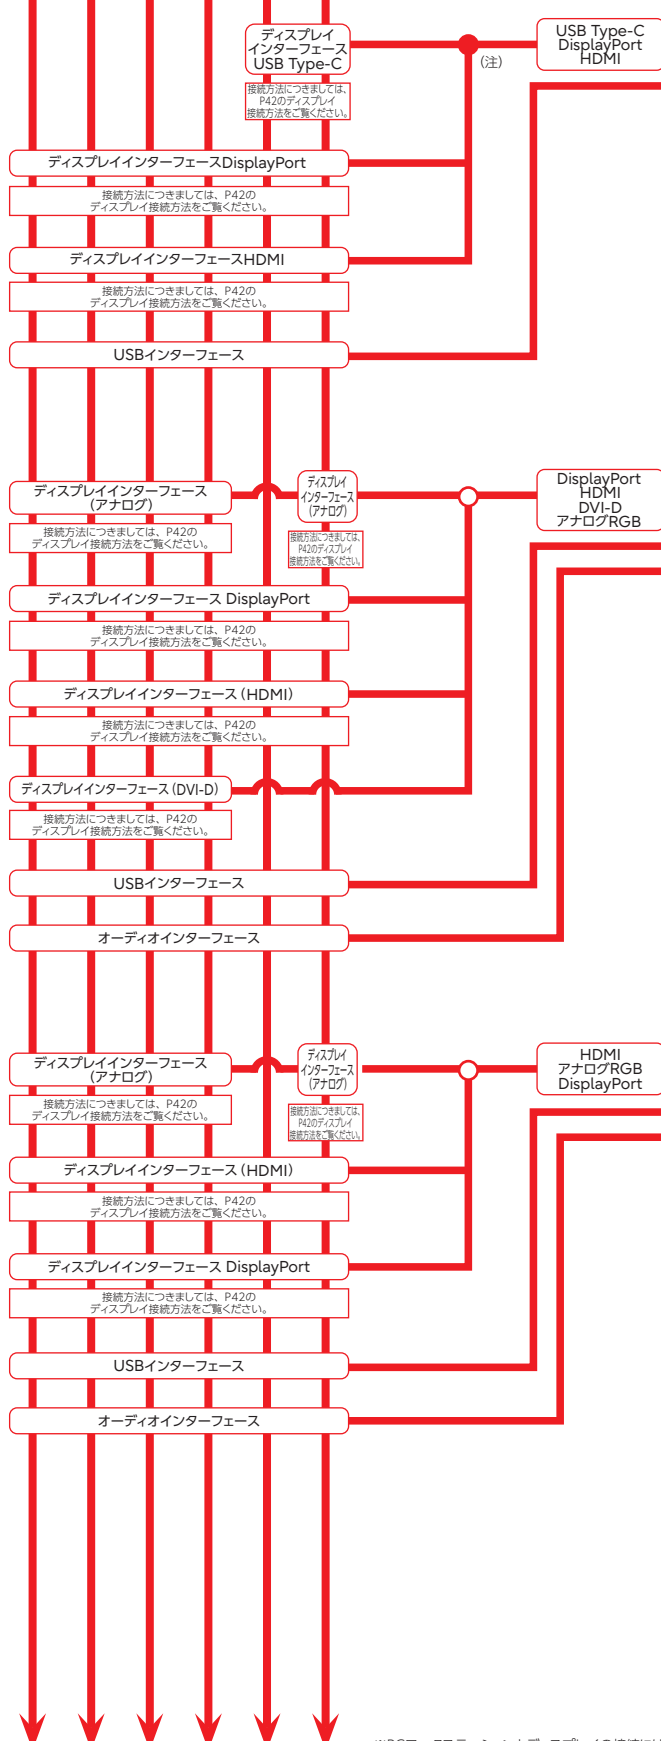 ディスプレイ
インターフェース
USB Type-C
(注)
USB Type-C
DisplayPort
HDMI
接続方法につきましては、
P42のディスプレイ
接続方法をご覧ください。
ディスプレイインターフェースDisplayPort
接続方法につきましては、P42の
ディスプレイ接続方法をご覧ください。
ディスプレイインターフェースHDMI
接続方法につきましては、P42の
ディスプレイ接続方法をご覧ください。
USBインターフェース
ディスプレイインターフェース
(アナログ)
ディスプレイ
インターフェース
(アナログ)
DisplayPort
HDMI
DVI-D
アナログRGB
接続方法につきましては、P42の
ディスプレイ接続方法をご覧ください。
接続方法につきましては、
P42のディスプレイ
接続方法をご覧ください。
ディスプレイインターフェース DisplayPort
接続方法につきましては、P42の
ディスプレイ接続方法をご覧ください。
ディスプレイインターフェース (HDMI)
接続方法につきましては、P42の
ディスプレイ接続方法をご覧ください。
ディスプレイインターフェース (DVI-D)
接続方法につきましては、P42の
ディスプレイ接続方法をご覧ください。
USBインターフェース
オーディオインターフェース
ディスプレイインターフェース
(アナログ)
ディスプレイ
インターフェース
(アナログ)
HDMI
アナログRGB
DisplayPort
接続方法につきましては、P42の
ディスプレイ接続方法をご覧ください。
接続方法につきましては、
P42のディスプレイ
接続方法をご覧ください。
ディスプレイインターフェース (HDMI)
接続方法につきましては、P42の
ディスプレイ接続方法をご覧ください。
ディスプレイインターフェース DisplayPort
接続方法につきましては、P42の
ディスプレイ接続方法をご覧ください。
USBインターフェース
オーディオインターフェース